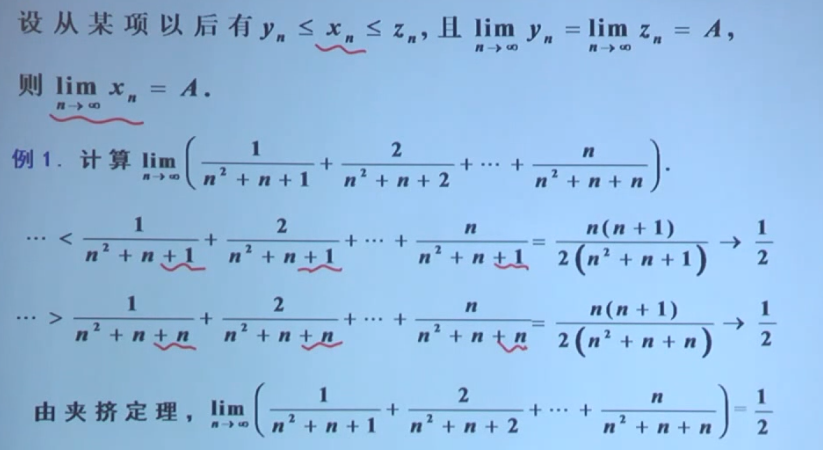 设从某项以后有 $y_n \le x_n \le z_n$, 且 $\lim_{n \to \infty} y_n = \lim_{n \to \infty} z_n = A$,
则 $\lim_{n \to \infty} x_n = A$.
例1. 计算 $\lim_{n \to \infty} \left( \frac{1}{n^2+n+1} + \frac{2}{n^2+n+2} + \cdots + \frac{n}{n^2+n+n} \right)$.
$\cdots < \frac{1}{n^2+n+1} + \frac{2}{n^2+n+1} + \cdots + \frac{n}{n^2+n+1} = \frac{n(n+1)}{2(n^2+n+1)} \to \frac{1}{2}$
$\cdots > \frac{1}{n^2+n+n} + \frac{2}{n^2+n+n} + \cdots + \frac{n}{n^2+n+n} = \frac{n(n+1)}{2(n^2+n+n)} \to \frac{1}{2}$
由夹挤定理, $\lim_{n \to \infty} \left( \frac{1}{n^2+n+1} + \frac{2}{n^2+n+2} + \cdots + \frac{n}{n^2+n+n} \right) = \frac{1}{2}$